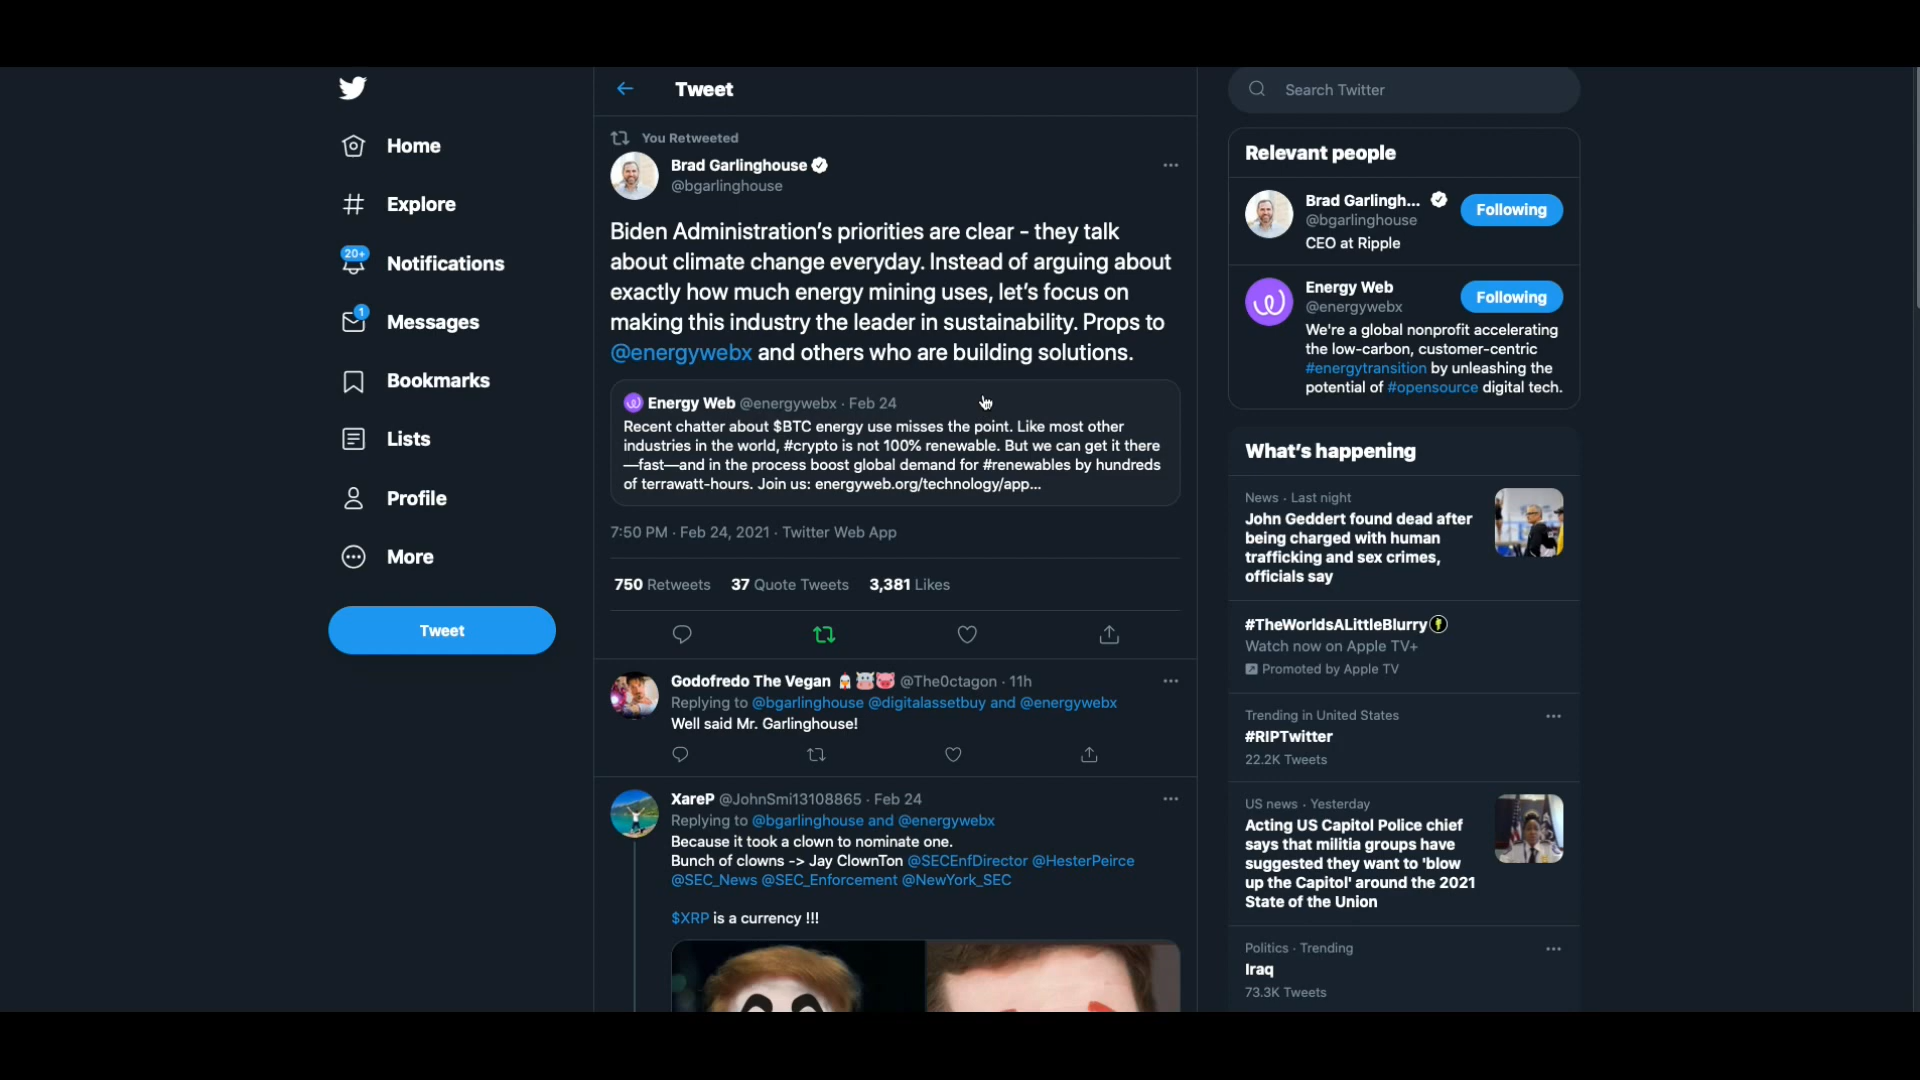 Home
Explore
20+
Notifications
1
Messages
Bookmarks
Lists
Profile
More
Tweet
Tweet
You Retweeted
Brad Garlinghouse
@bgarlinghouse
Biden Administration's priorities are clear - they talk
about climate change everyday. Instead of arguing about
exactly how much energy mining uses, let's focus on
making this industry the leader in sustainability. Props to
@energywebx and others who are building solutions.
Energy Web @energywebx · Feb 24
Recent chatter about $BTC energy use misses the point. Like most other
industries in the world, #crypto is not 100% renewable. But we can get it there
—fast—and in the process boost global demand for #renewables by hundreds
of terrawatt-hours. Join us: energyweb.org/technology/app...
7:50 PM · Feb 24, 2021 · Twitter Web App
750 Retweets 37 Quote Tweets 3,381 Likes
Godofredo The Vegan @The0ctagon · 11h
Replying to @bgarlinghouse @digitalassetbuy and @energywebx
Well said Mr. Garlinghouse!
XareP @JohnSmi13108865 · Feb 24
Replying to @bgarlinghouse and @energywebx
Because it took a clown to nominate one.
Bunch of clowns -> Jay ClownTon @SECEnfDirector @HesterPeirce
@SEC_News @SEC_Enforcement @NewYork_SEC
$XRP is a currency !!!
Search Twitter
Relevant people
Brad Garlingh...
Following
@bgarlinghouse
CEO at Ripple
Energy Web
Following
@energywebx
We're a global nonprofit accelerating
the low-carbon, customer-centric
#energytransition by unleashing the
potential of #opensource digital tech.
What's happening
News · Last night
John Geddert found dead after
being charged with human
trafficking and sex crimes,
officials say
#TheWorldsALittleBlurry
Watch now on Apple TV+
Promoted by Apple TV
Trending in United States
#RIPTwitter
22.2K Tweets
US news · Yesterday
Acting US Capitol Police chief
says that militia groups have
suggested they want to 'blow
up the Capitol' around the 2021
State of the Union
Politics · Trending
Iraq
73.3K Tweets